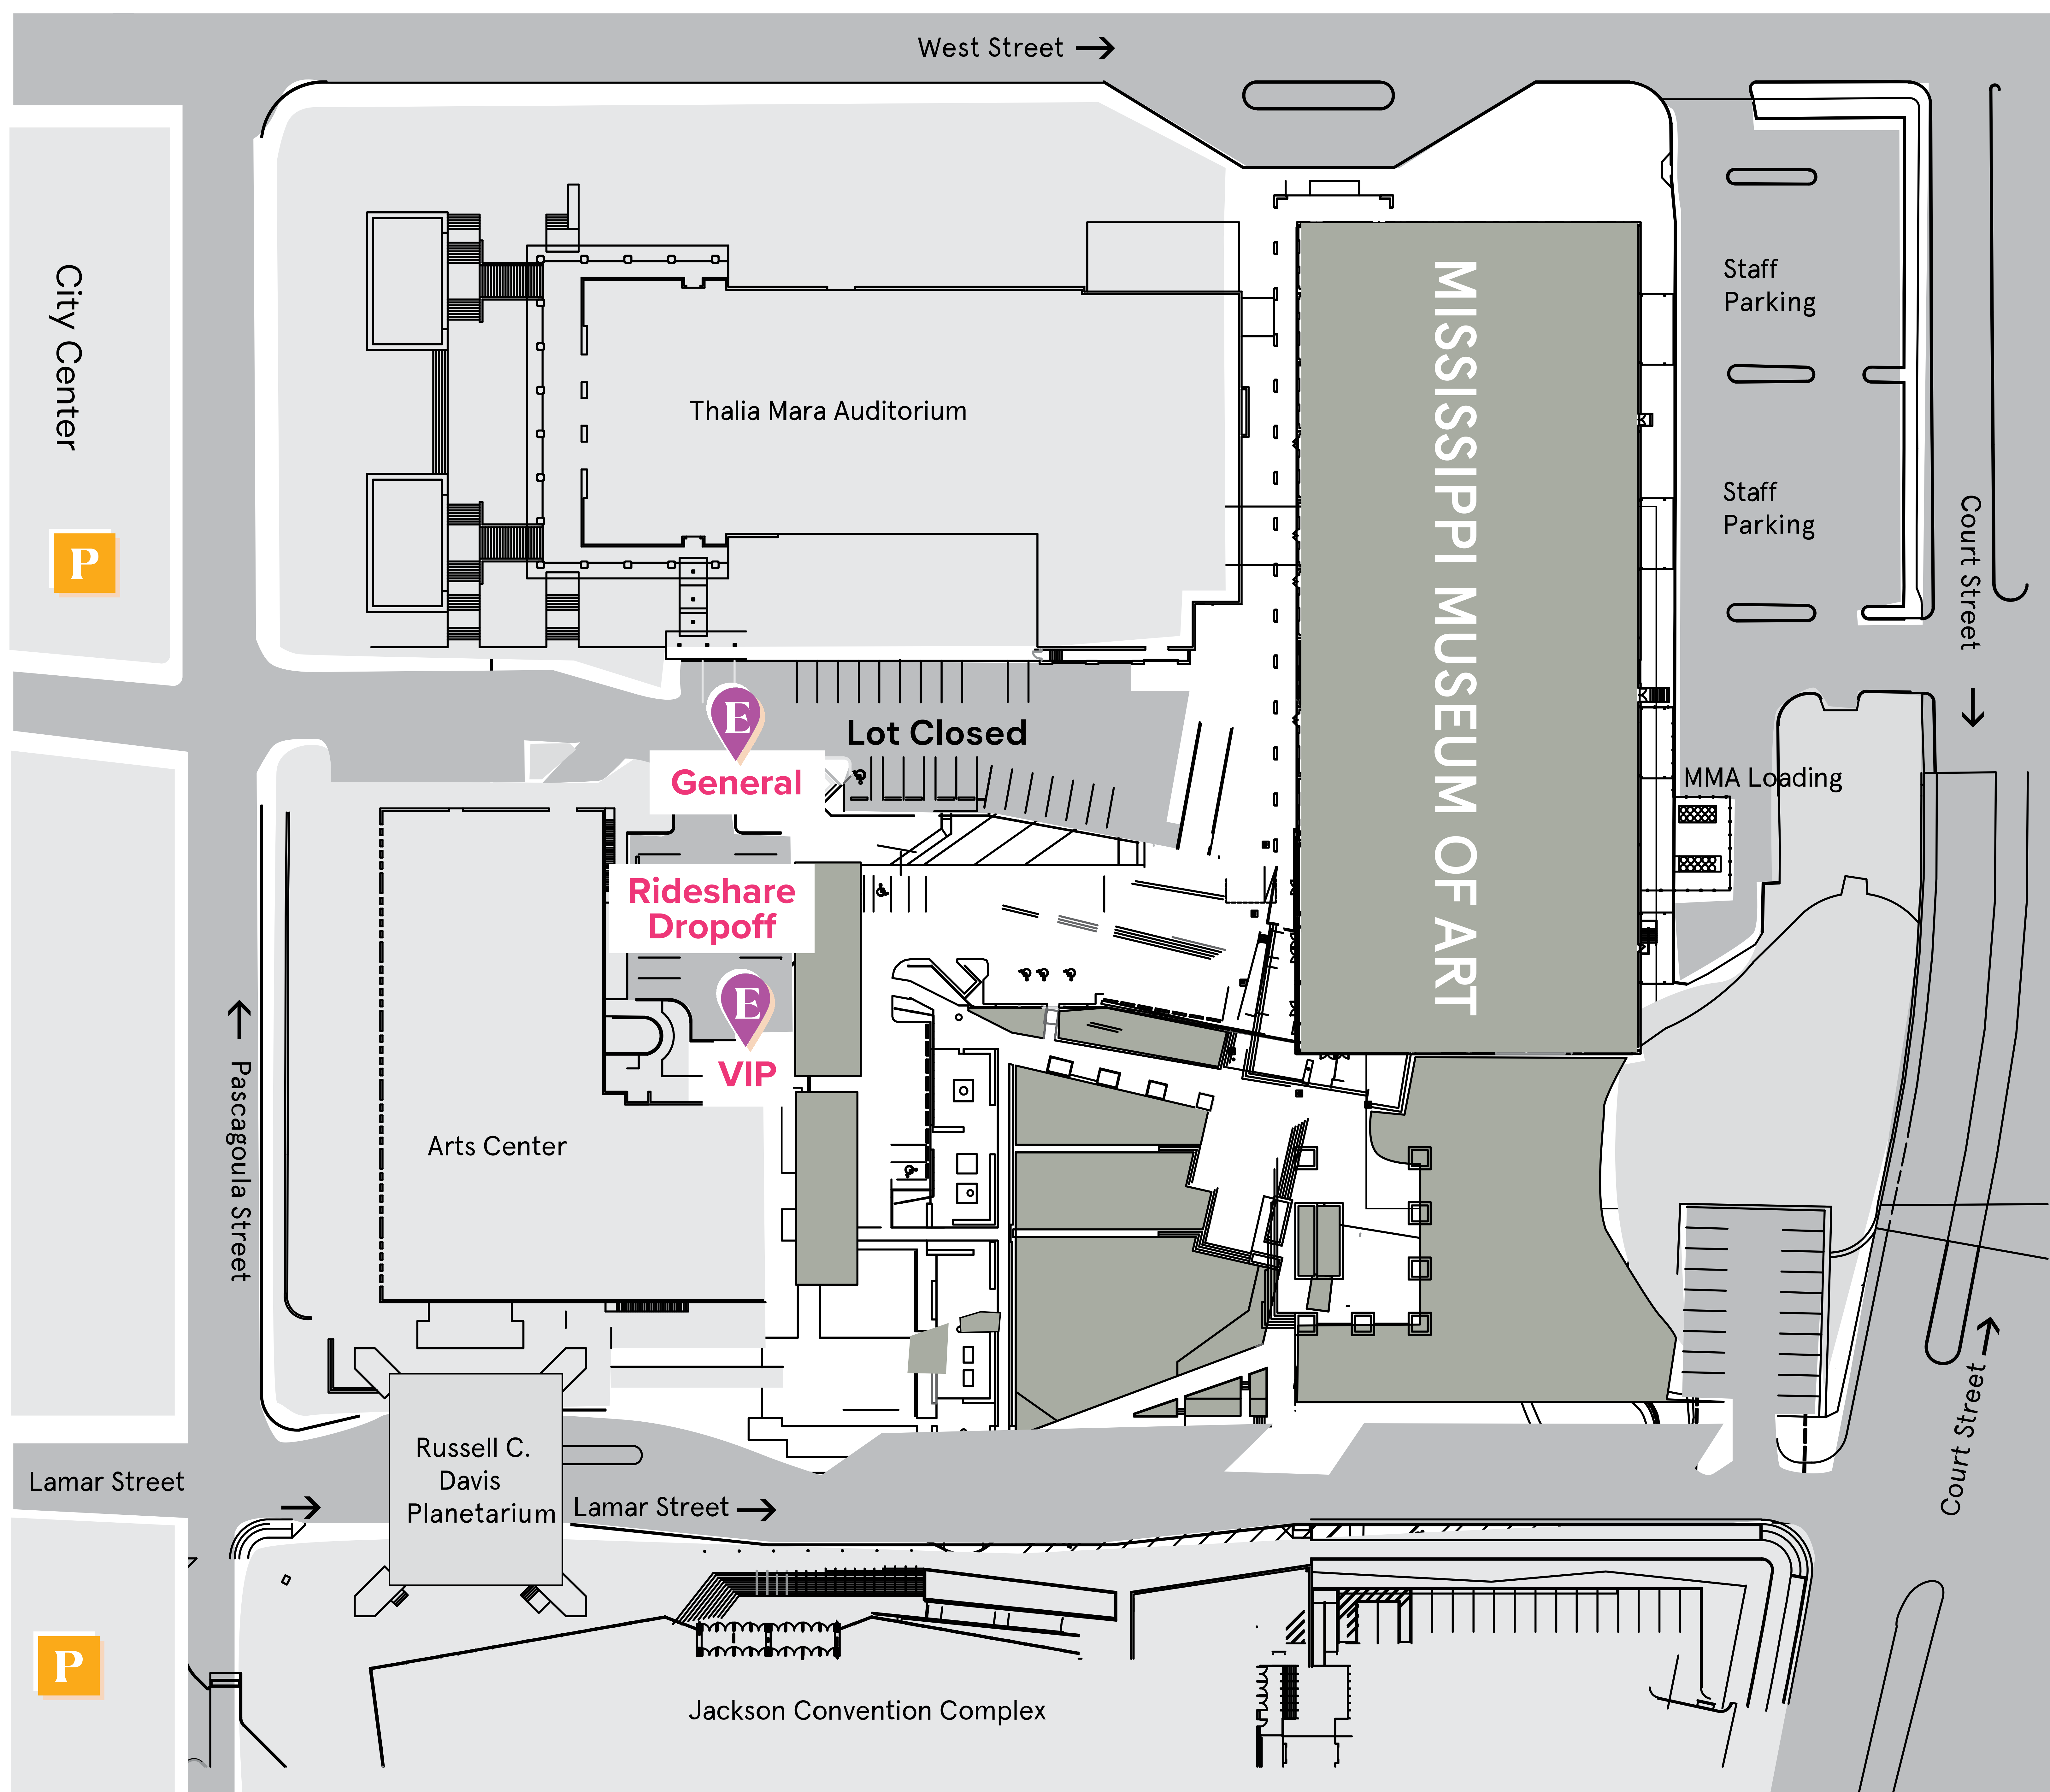 West Street →
City Center
P
Thalia Mara Auditorium
MISSISSIPPI MUSEUM OF ART
Staff
Parking
Staff
Parking
Court Street →
E
General
Lot Closed
MMA Loading
Rideshare
Dropoff
E
VIP
← Pascagoula Street
Arts Center
Court Street →
Lamar Street
→
Russell C.
Davis
Planetarium
Lamar Street →
P
Jackson Convention Complex